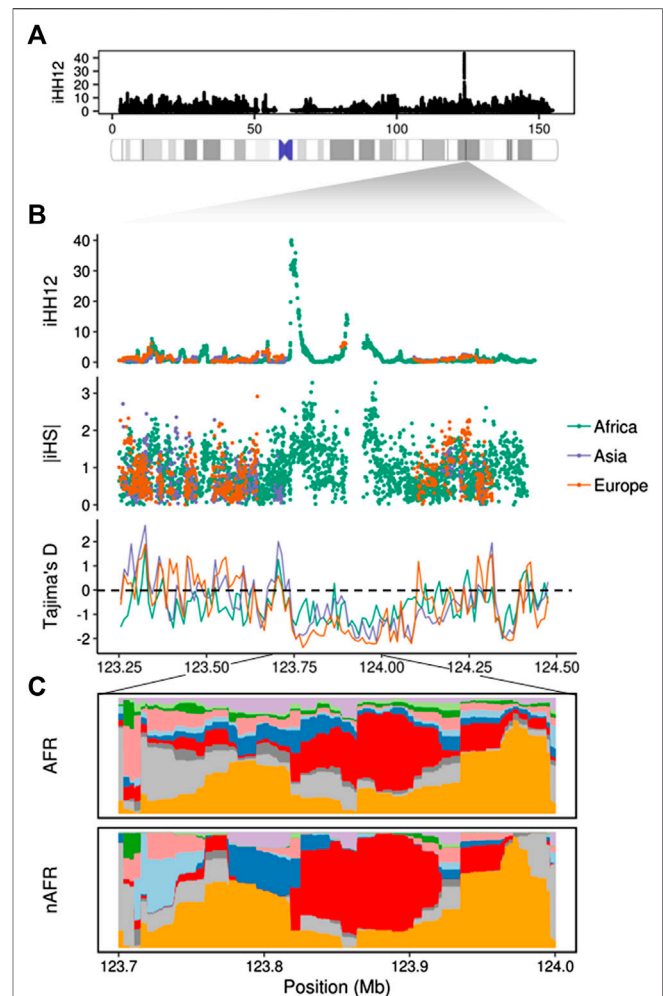 A
iHH12
40
30
20
10
0
0 50 100 150
B
iHH12
40
30
20
10
0
|iHS|
3
2
1
0
Africa
Asia
Europe
Tajima's D
2
1
0
-1
-2
123.25 123.50 123.75 124.00 124.25 124.50
C
AFR
nAFR
123.7 123.8 123.9 124.0
Position (Mb)